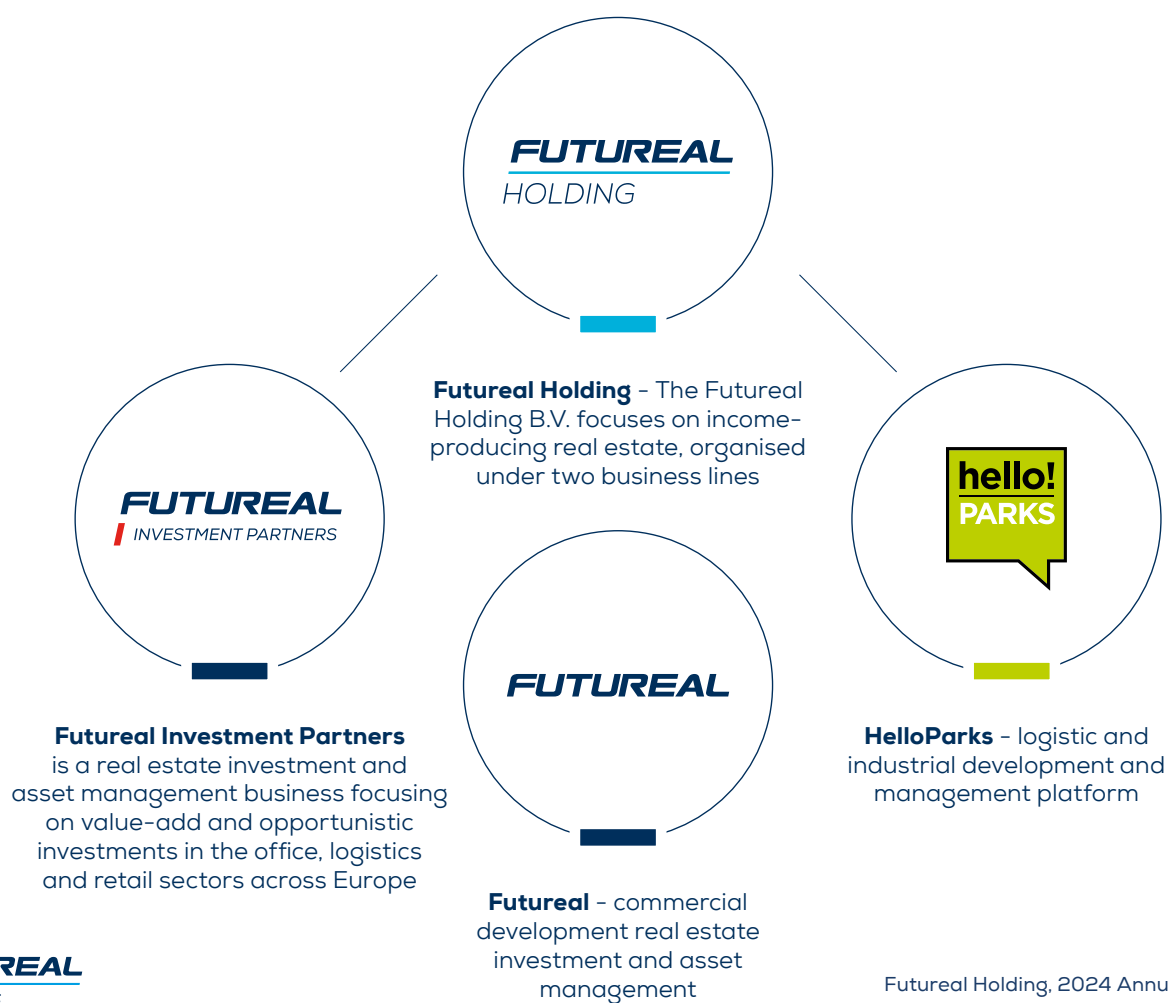 FUTUREAL
HOLDING
Futureal Holding - The Futureal
Holding B.V. focuses on income-
producing real estate, organised
under two business lines
FUTUREAL
INVESTMENT PARTNERS
hello!
PARKS
FUTUREAL
Futureal Investment Partners
is a real estate investment and
asset management business focusing
on value-add and opportunistic
investments in the office, logistics
and retail sectors across Europe
HelloParks - logistic and
industrial development and
management platform
Futureal - commercial
development real estate
investment and asset
management
REAL
Futureal Holding, 2024 Annu